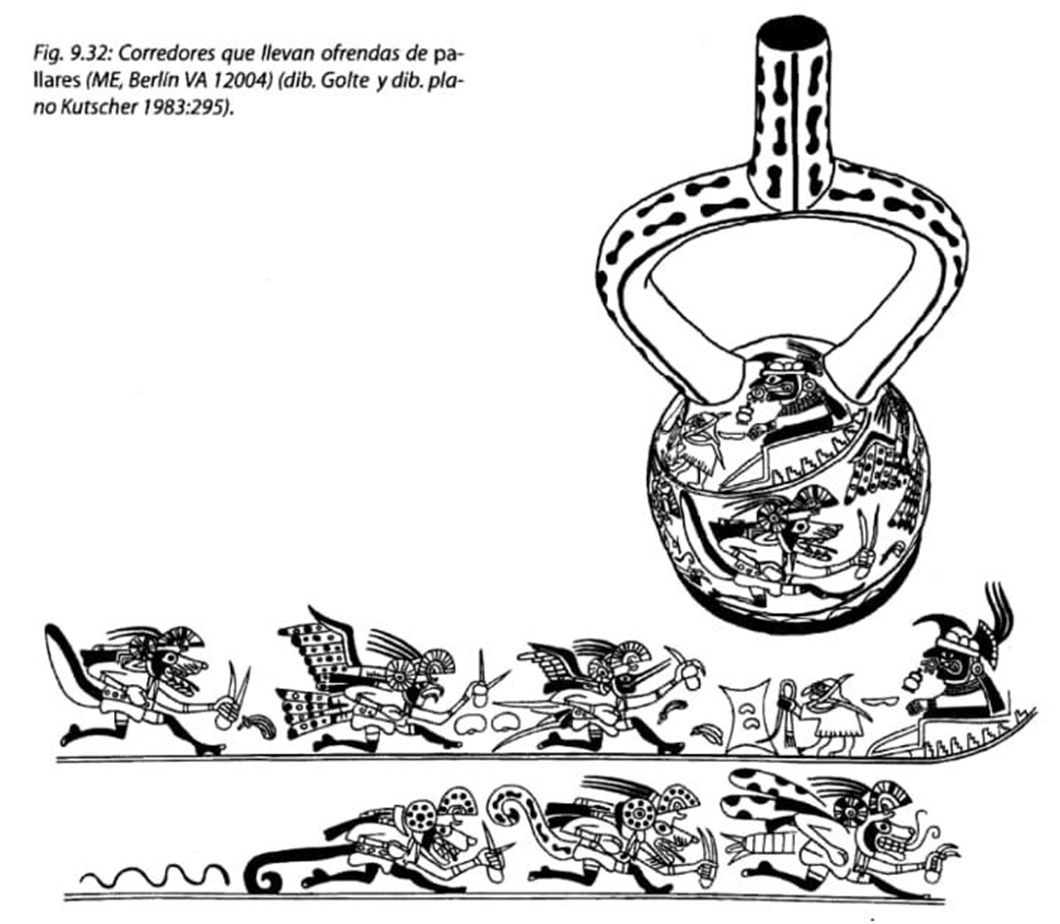 Fig. 9.32: Corredores que llevan ofrendas de pa-
llares (ME, Berlín VA 12004) (dib. Golte y dib. pla-
no Kutscher 1983:295).